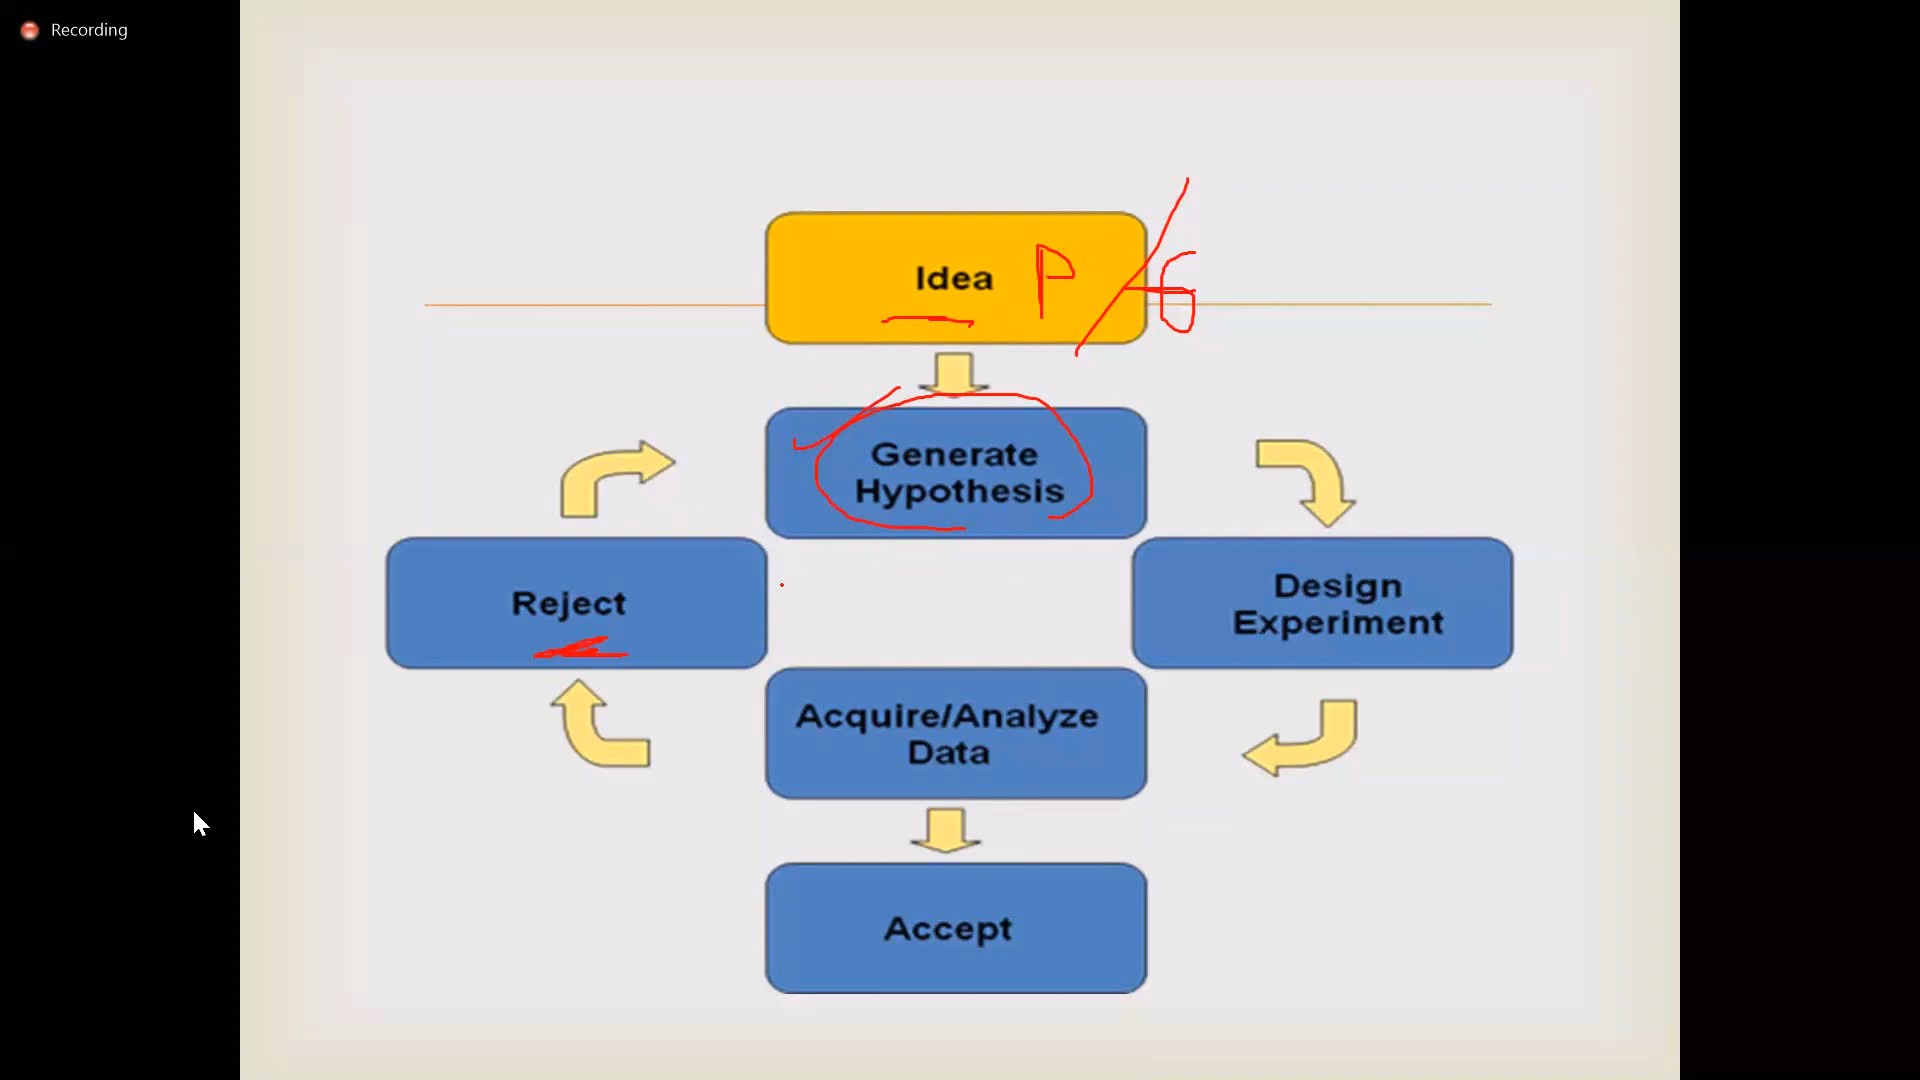 Recording
Idea P
Generate
Hypothesis
Reject
Design
Experiment
Acquire/Analyze
Data
Accept